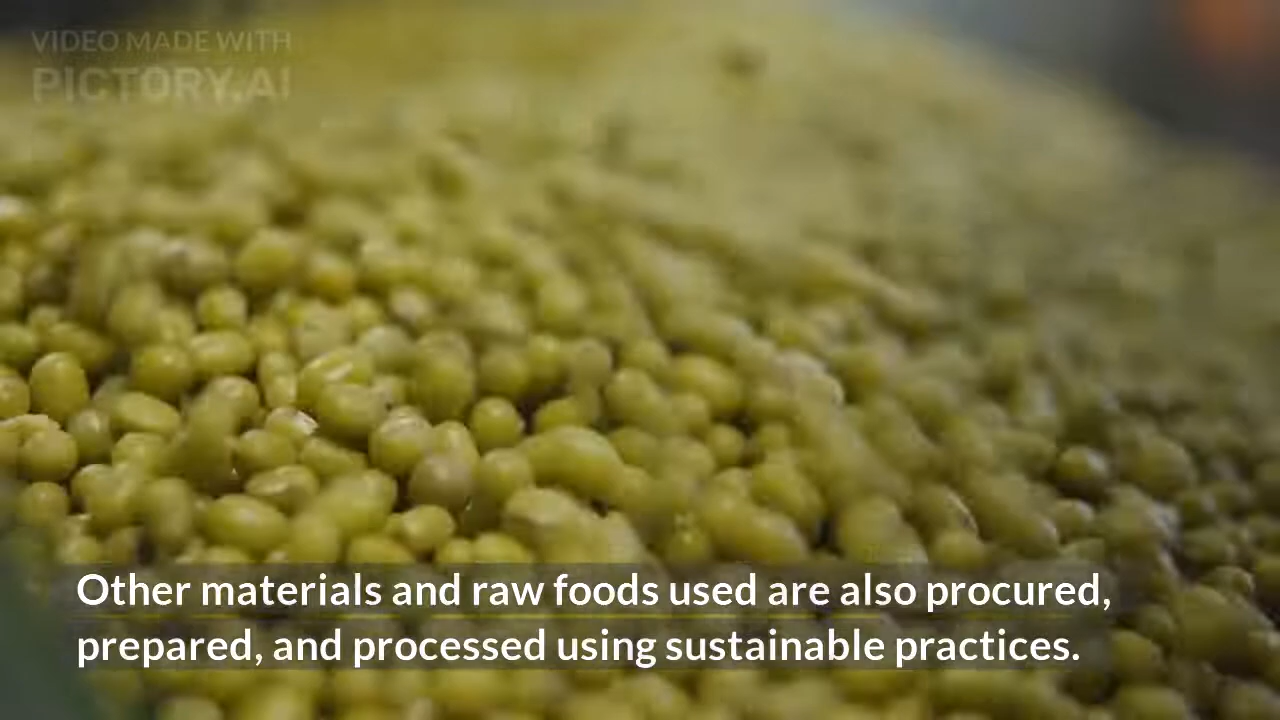 VIDEO MADE WITH
PICTORY.AI
Other materials and raw foods used are also procured,
prepared, and processed using sustainable practices.